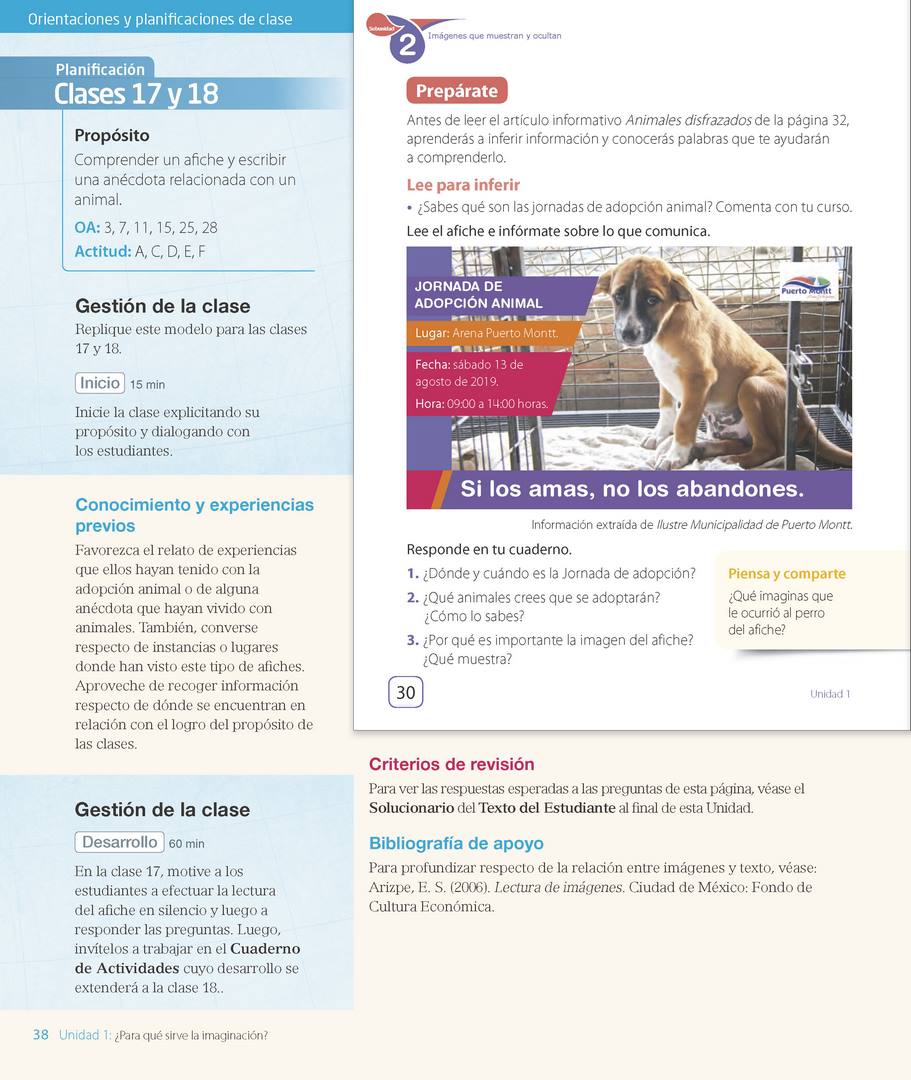 Orientaciones y planificaciones de clase
Planificación
Clases 17 y 18
Propósito
Comprender un afiche y escribir
una anécdota relacionada con un
animal.
OA: 3, 7, 11, 15, 25, 28
Actitud: A, C, D, E, F
Gestión de la clase
Replique este modelo para las clases
17 y 18.
Inicio 15 min
Inicie la clase explicitando su
propósito y dialogando con
los estudiantes.
Conocimiento y experiencias
previos
Favorezca el relato de experiencias
que ellos hayan tenido con la
adopción animal o de alguna
anécdota que hayan vivido con
animales. También, converse
respecto de instancias o lugares
donde han visto este tipo de afiches.
Aproveche de recoger información
respecto de dónde se encuentran en
relación con el logro del propósito de
las clases.
Gestión de la clase
Desarrollo 60 min
En la clase 17, motive a los
estudiantes a efectuar la lectura
del afiche en silencio y luego a
responder las preguntas. Luego,
invítelos a trabajar en el Cuaderno
de Actividades cuyo desarrollo se
extenderá a la clase 18..
Subunidad
2
Imágenes que muestran y ocultan
Prepárate
Antes de leer el artículo informativo Animales disfrazados de la página 32,
aprenderás a inferir información y conocerás palabras que te ayudarán
a comprenderlo.
Lee para inferir
• ¿Sabes qué son las jornadas de adopción animal? Comenta con tu curso.
Lee el afiche e infórmate sobre lo que comunica.
JORNADA DE
ADOPCIÓN ANIMAL
Lugar: Arena Puerto Montt.
Fecha: sábado 13 de
agosto de 2019.
Hora: 09:00 a 14:00 horas.
Puerto Montt
Si los amas, no los abandones.
Información extraída de Ilustre Municipalidad de Puerto Montt.
Responde en tu cuaderno.
1. ¿Dónde y cuándo es la Jornada de adopción?
2. ¿Qué animales crees que se adoptarán?
¿Cómo lo sabes?
3. ¿Por qué es importante la imagen del afiche?
¿Qué muestra?
Piensa y comparte
¿Qué imaginas que
le ocurrió al perro
del afiche?
30
Unidad 1
Criterios de revisión
Para ver las respuestas esperadas a las preguntas de esta página, véase el
Solucionario del Texto del Estudiante al final de esta Unidad.
Bibliografía de apoyo
Para profundizar respecto de la relación entre imágenes y texto, véase:
Arizpe, E. S. (2006). Lectura de imágenes. Ciudad de México: Fondo de
Cultura Económica.
38 Unidad 1: ¿Para qué sirve la imaginación?